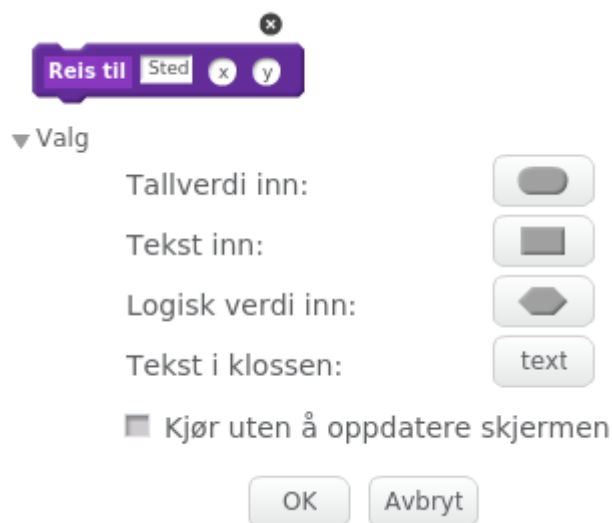 Reis til Sted x y
Valg
Tallverdi inn:
Tekst inn:
Logisk verdi inn:
Tekst i klossen: text
Kjør uten å oppdatere skjermen
OK Avbryt